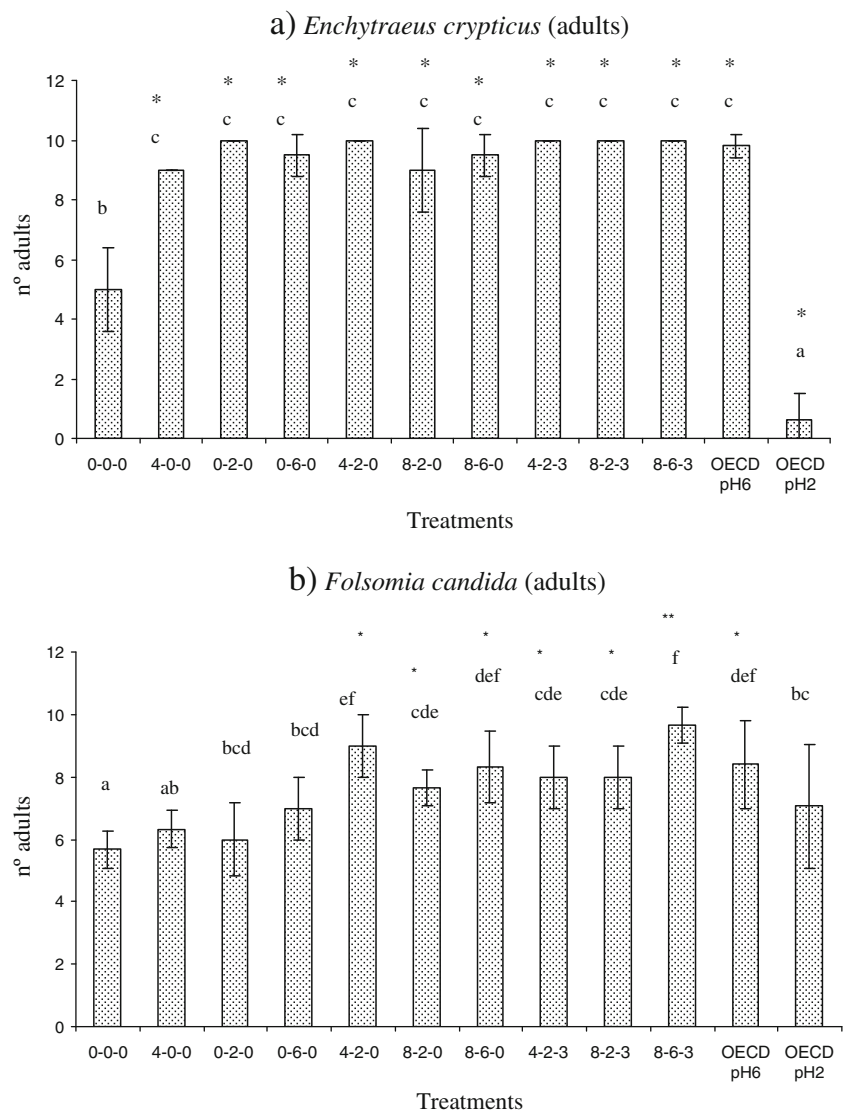 a) Enchytraeus crypticus (adults)
* * * * * * * * * *
c c c c c c c c c c
b
*
a
12
10
8
6
4
2
0
nº adults
0-0-0 4-0-0 0-2-0 0-6-0 4-2-0 8-2-0 8-6-0 4-2-3 8-2-3 8-6-3 OECD pH6 OECD pH2
Treatments
b) Folsomia candida (adults)
* * * * * ** *
a ab bcd bcd ef cde def cde cde f def bc
12
10
8
6
4
2
0
nº adults
0-0-0 4-0-0 0-2-0 0-6-0 4-2-0 8-2-0 8-6-0 4-2-3 8-2-3 8-6-3 OECD pH6 OECD pH2
Treatments